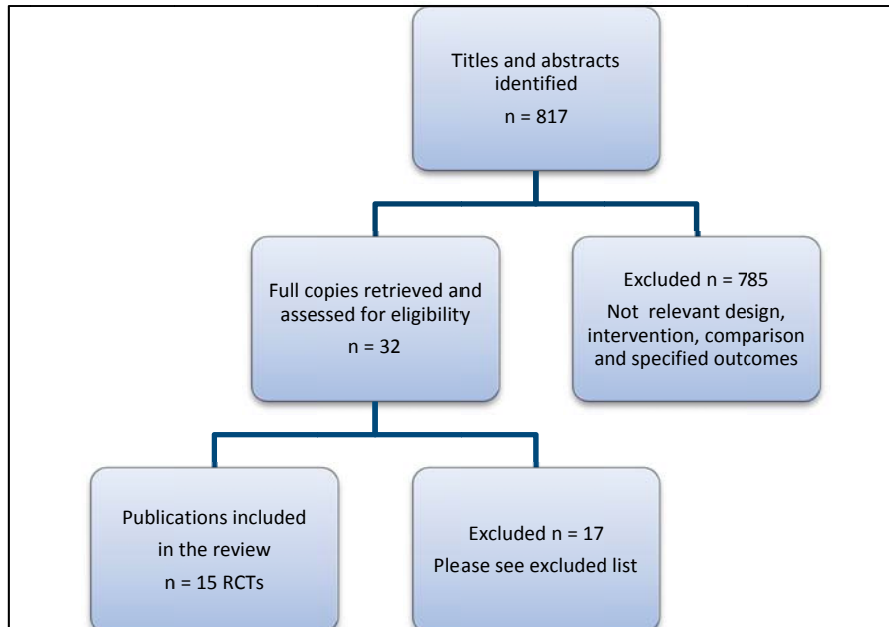 Titles and abstracts
identified
n = 817
Full copies retrieved and
assessed for eligibility
n = 32
Excluded n = 785
Not relevant design,
intervention, comparison
and specified outcomes
Publications included
in the review
n = 15 RCTs
Excluded n = 17
Please see excluded list